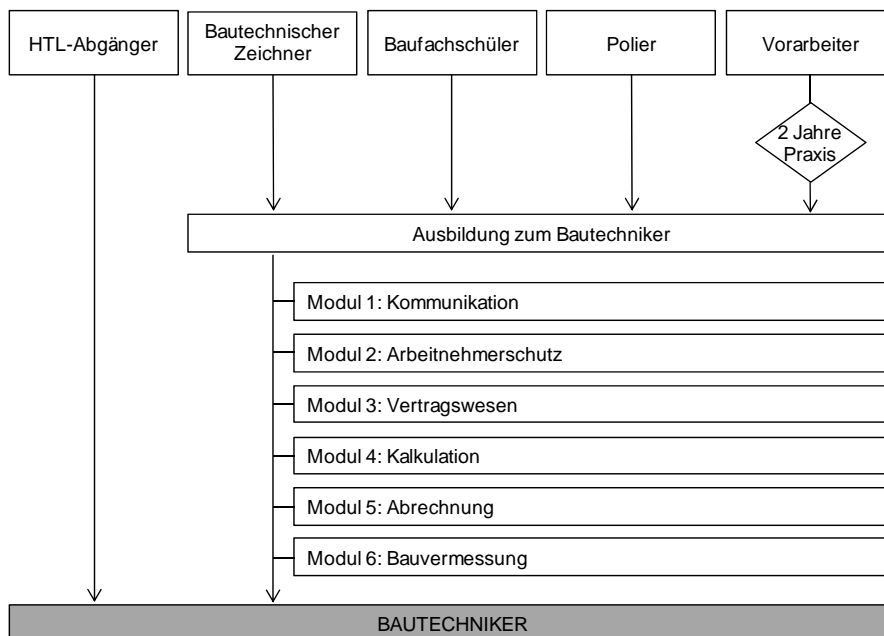 HTL-Abgänger
Bautechnischer
Zeichner
Baufachschüler
Polier
Vorarbeiter
2 Jahre
Praxis
Ausbildung zum Bautechniker
Modul 1: Kommunikation
Modul 2: Arbeitnehmerschutz
Modul 3: Vertragswesen
Modul 4: Kalkulation
Modul 5: Abrechnung
Modul 6: Bauvermessung
BAUTECHNIKER